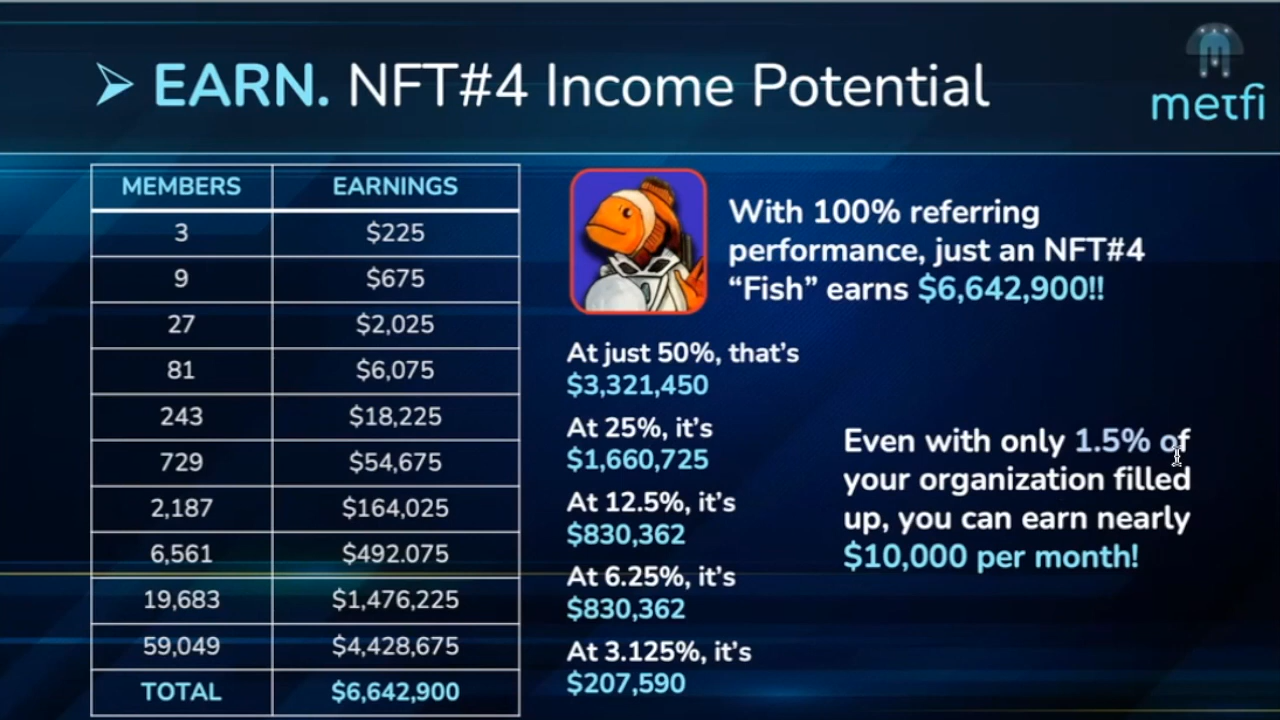 ➢ EARN. NFT#4 Income Potential
metfi
MEMBERS EARNINGS
3 $225
9 $675
27 $2,025
81 $6,075
243 $18,225
729 $54,675
2,187 $164,025
6,561 $492.075
19,683 $1,476,225
59,049 $4,428,675
TOTAL $6,642,900
With 100% referring
performance, just an NFT#4
“Fish” earns $6,642,900!!
At just 50%, that’s
$3,321,450
At 25%, it’s
$1,660,725
At 12.5%, it’s
$830,362
At 6.25%, it’s
$830,362
At 3.125%, it’s
$207,590
Even with only 1.5% of
your organization filled
up, you can earn nearly
$10,000 per month!